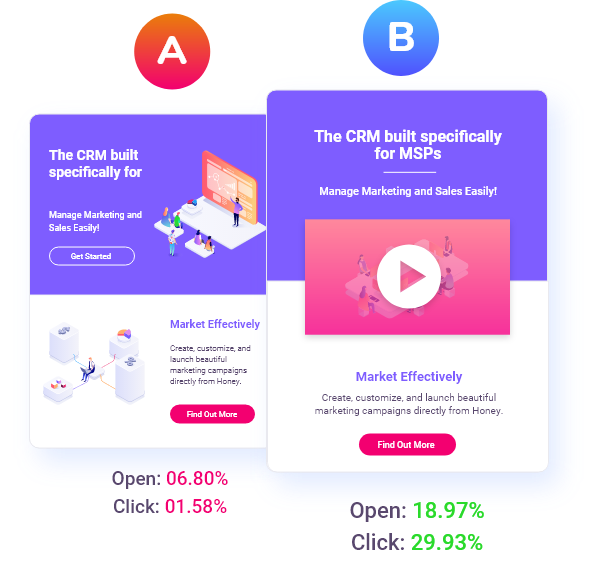 A
The CRM built
specifically for
Manage Marketing and
Sales Easily!
Get Started
Market Effectively
Create, customize, and
launch beautiful
marketing campaigns
directly from Honey.
Find Out More
Open: 06.80%
Click: 01.58%
B
The CRM built specifically
for MSPs
Manage Marketing and Sales Easily!
Market Effectively
Create, customize, and launch beautiful
marketing campaigns directly from Honey.
Find Out More
Open: 18.97%
Click: 29.93%